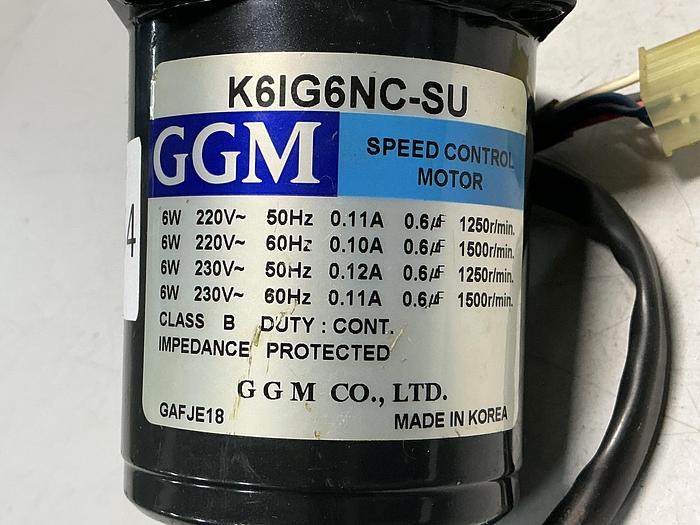 K6IG6NC-SU
GGM
SPEED CONTROL
MOTOR
6W 220V~ 50Hz 0.11A 0.6µF 1250r/min.
6W 220V~ 60Hz 0.10A 0.6µF 1500r/min.
6W 230V~ 50Hz 0.12A 0.6µF 1250r/min.
6W 230V~ 60Hz 0.11A 0.6µF 1500r/min.
CLASS B DUTY : CONT.
IMPEDANCE PROTECTED
GGM CO., LTD.
GAFJE18 MADE IN KOREA
4